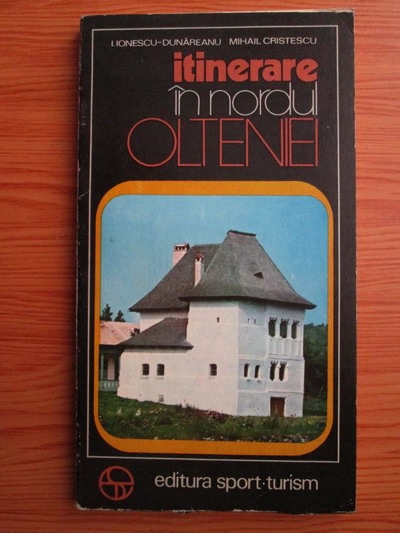 I.IONESCU-DUNĂREANU MIHAIL CRISTESCU
itinerare
în nordul
OLTENIEI
editura sport·turism